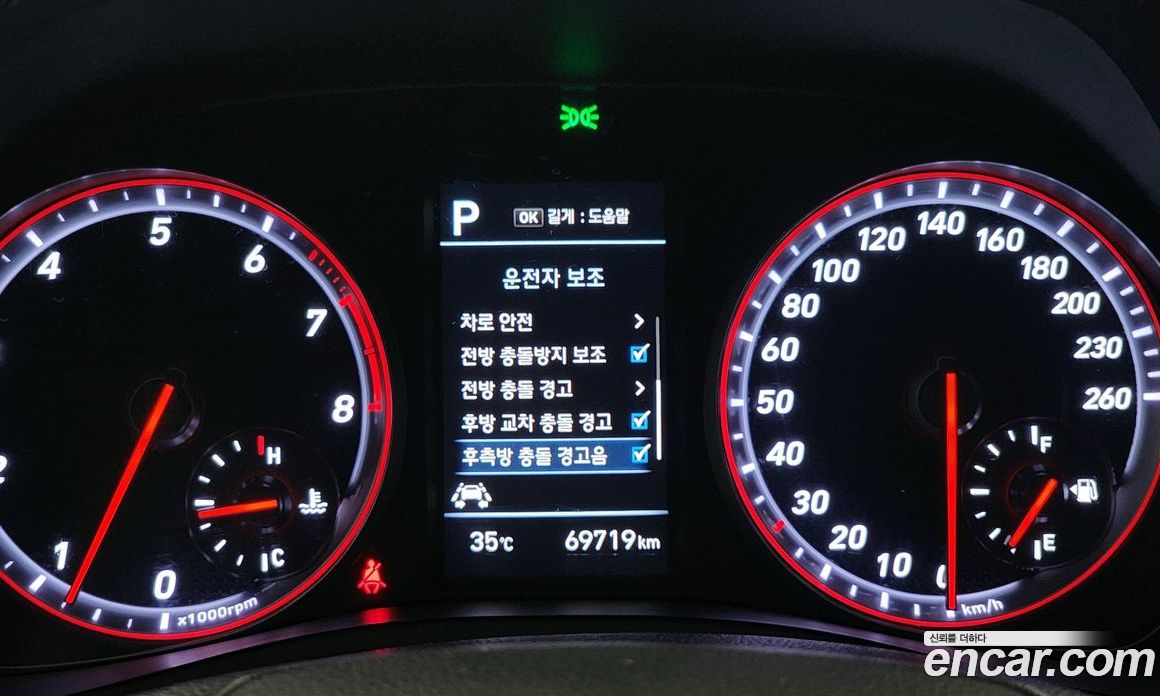 P OK 길게 : 도움말
운전자 보조
차로 안전
전방 충돌방지 보조
전방 충돌 경고
후방 교차 충돌 경고
후측방 충돌 경고음
35℃ 69719km
0 1 2 4 5 6 7 8
x1000rpm
H
C
0 10 20 30 40 50 60 80 100 120 140 160 180 200 230 260
km/h
F
E
신뢰를 더하다
encar.com